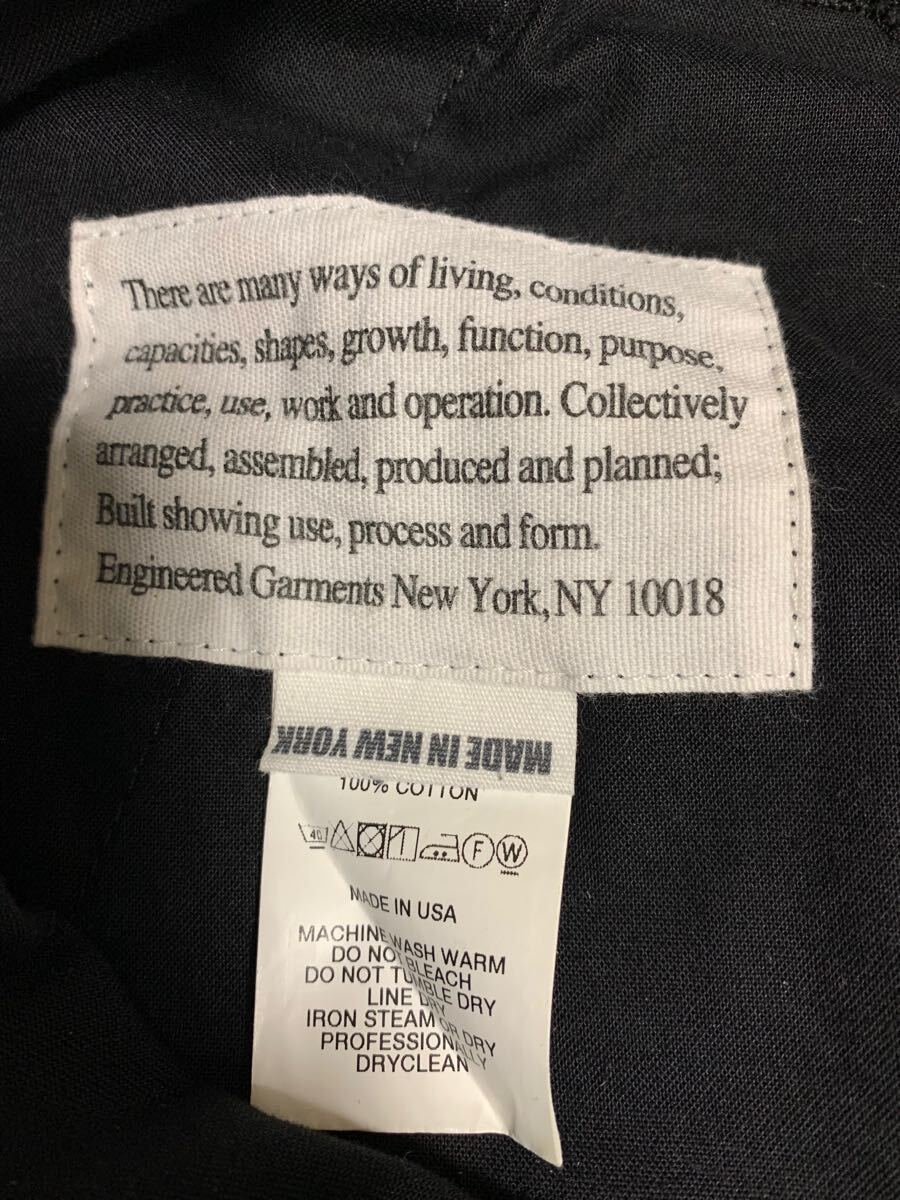 There are many ways of living, conditions,
capacities, shapes, growth, function, purpose,
practice, use, work and operation. Collectively
arranged, assembled, produced and planned;
Built showing use, process and form.
Engineered Garments New York, NY 10018
MADE IN NEW YORK
100% COTTON
40 F W
MADE IN USA
MACHINE WASH WARM
DO NOT BLEACH
DO NOT TUMBLE DRY
LINE DRY
IRON STEAM OR DRY
PROFESSIONALLY
DRYCLEAN